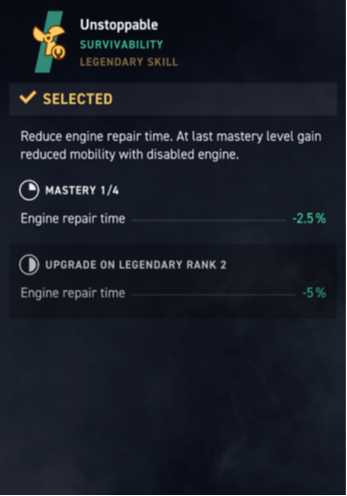 Unstoppable
SURVIVABILITY
LEGENDARY SKILL
SELECTED
Reduce engine repair time. At last mastery level gain
reduced mobility with disabled engine.
MASTERY 1/4
Engine repair time -2.5 %
UPGRADE ON LEGENDARY RANK 2
Engine repair time -5 %